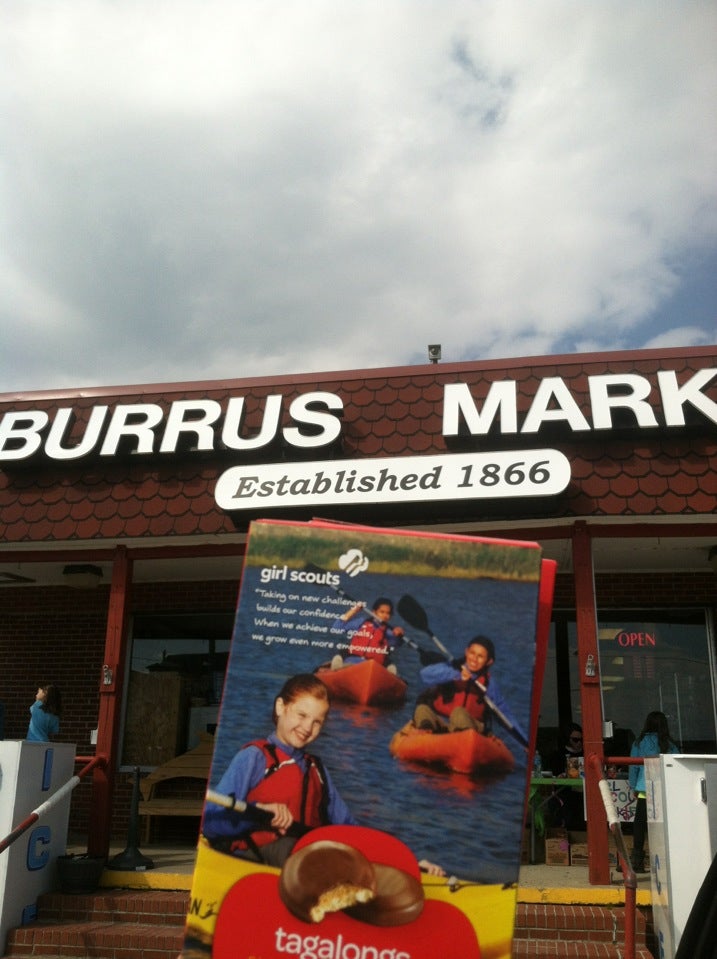 BURRUS MARK
Established 1866
girl scouts
"Taking on new challenges
builds our confidence.
When we achieve our goals,
we grow even more empowered."
OPEN
ICE
tagalongs